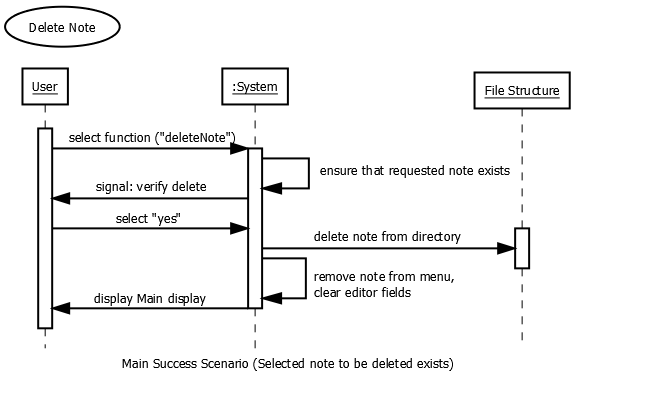 Delete Note
User
:System
File Structure
select function ("deleteNote")
ensure that requested note exists
signal: verify delete
select "yes"
delete note from directory
remove note from menu,
clear editor fields
display Main display
Main Success Scenario (Selected note to be deleted exists)